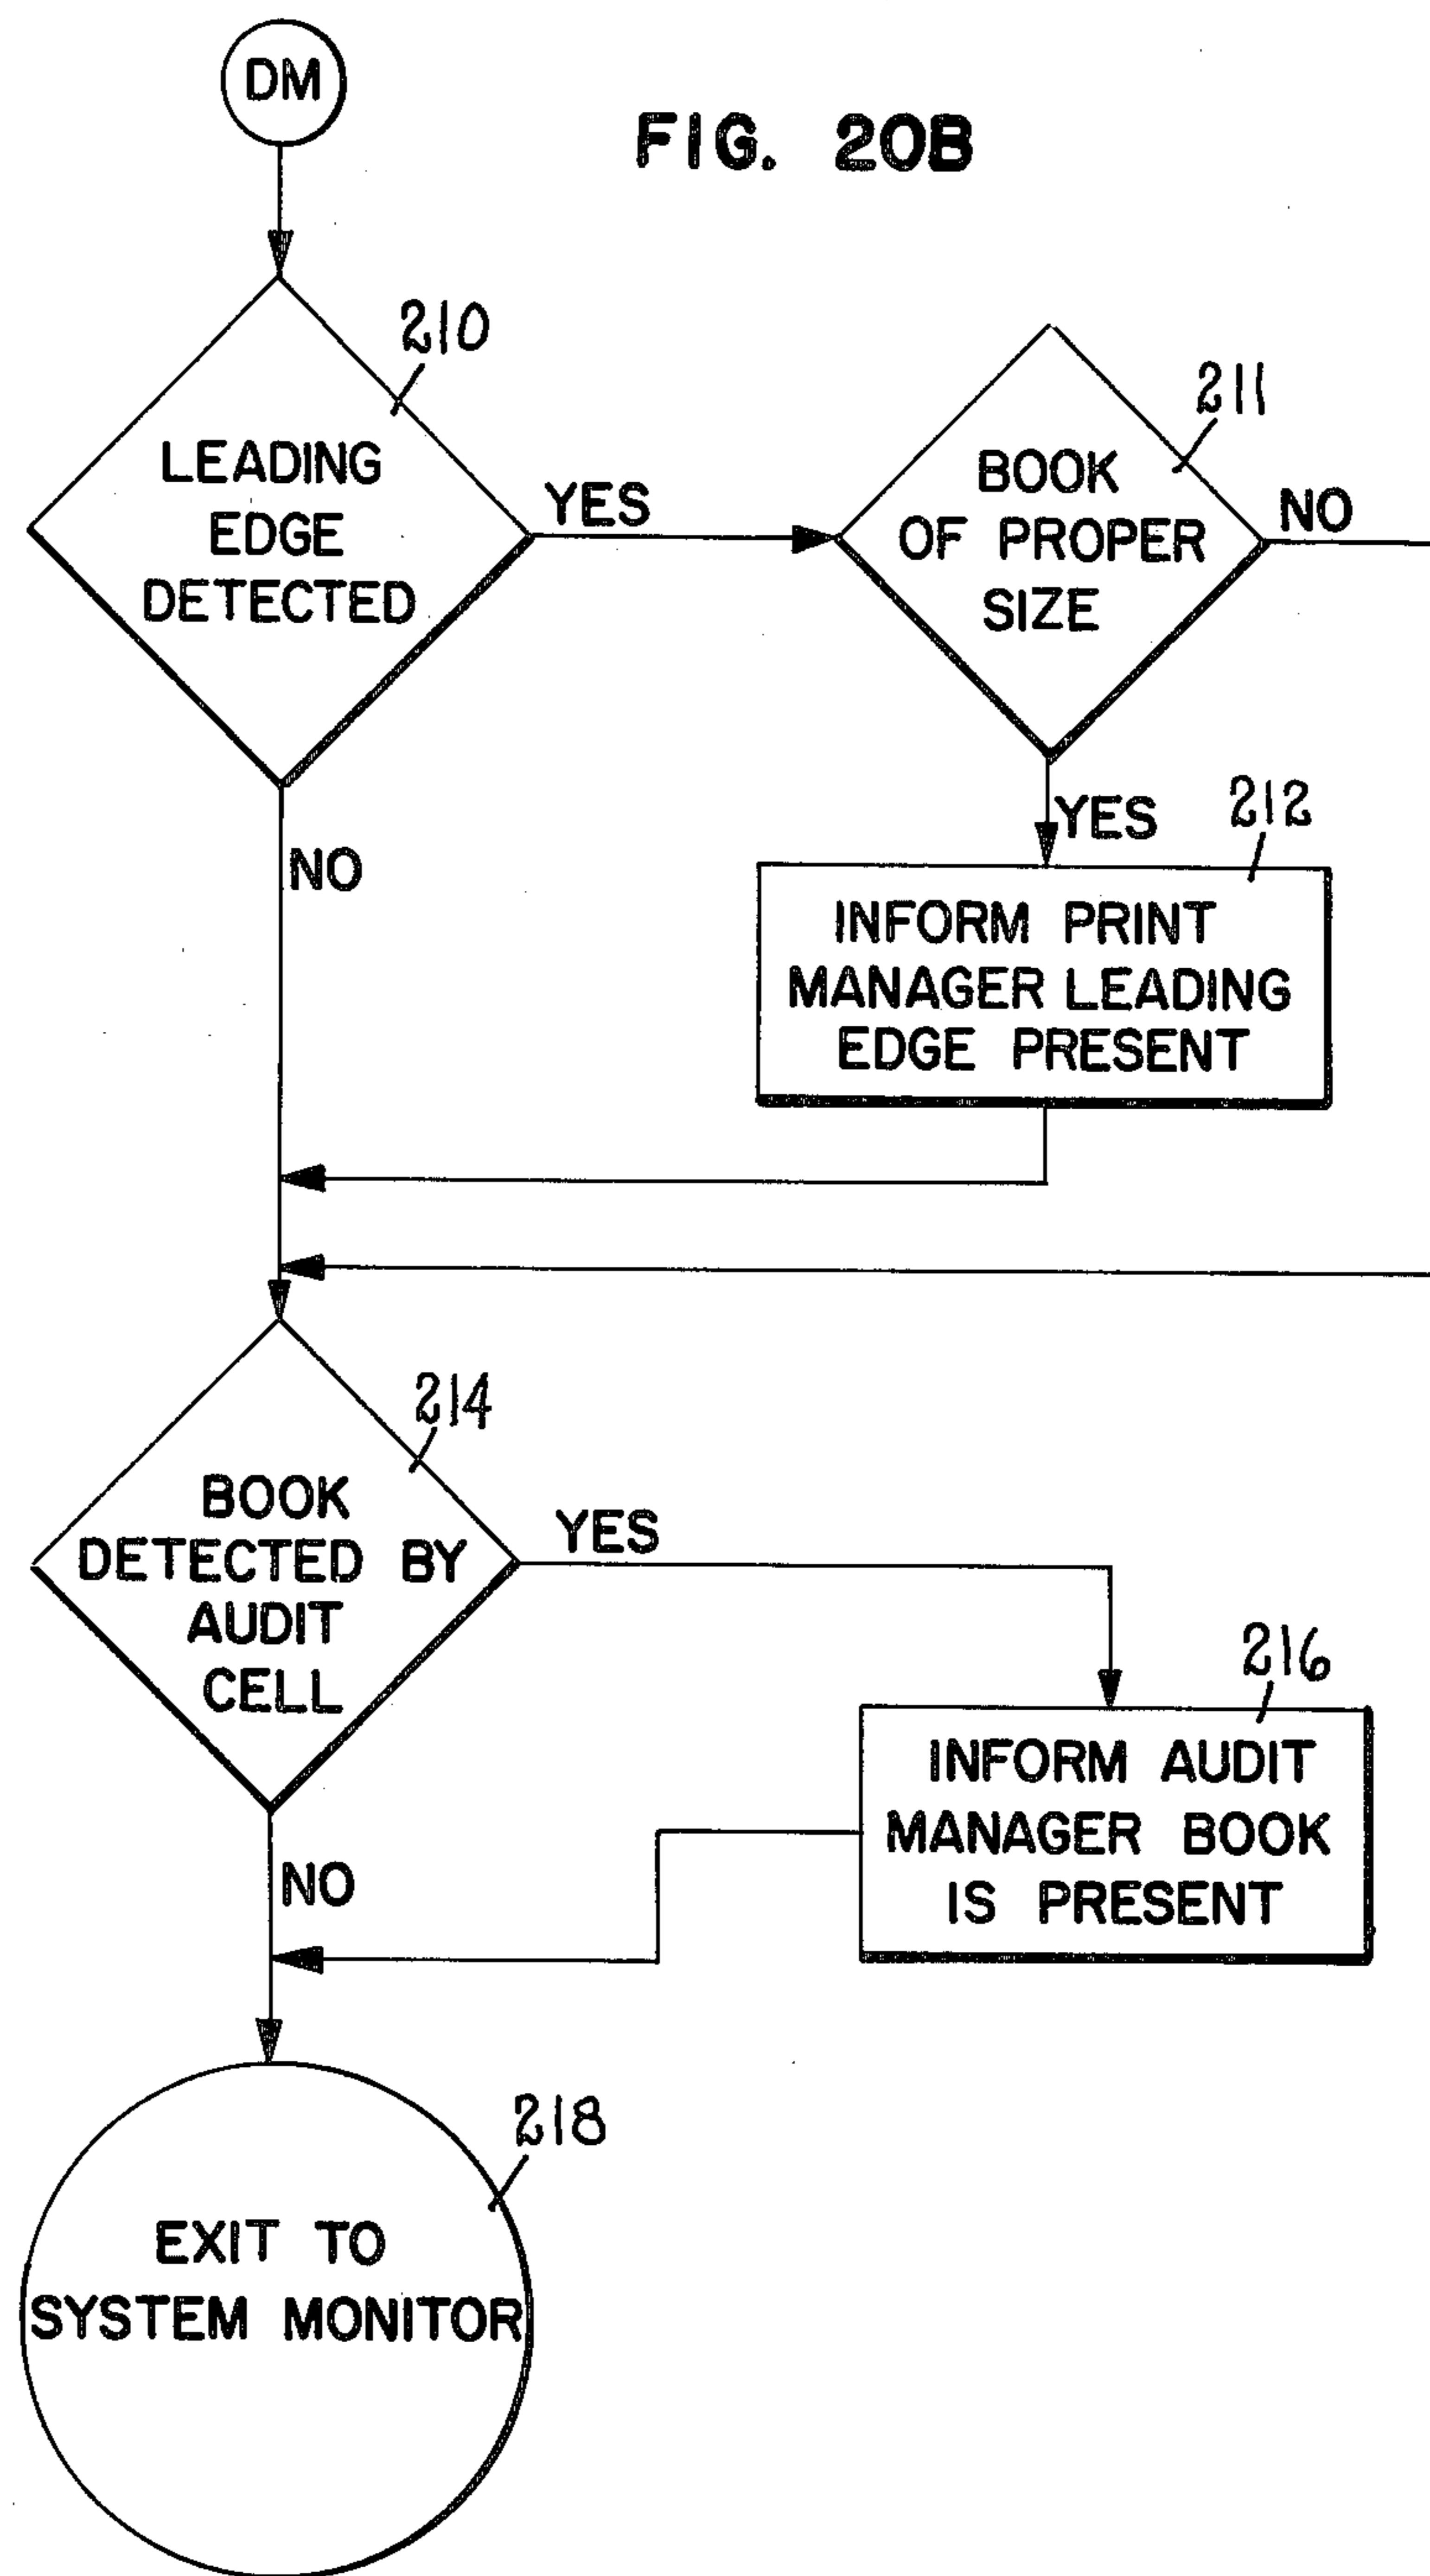 DM
FIG. 20B
210
LEADING
EDGE
DETECTED
YES
211
BOOK
OF PROPER
SIZE
NO
YES
212
INFORM PRINT
MANAGER LEADING
EDGE PRESENT
NO
214
BOOK
DETECTED BY
AUDIT
CELL
YES
216
INFORM AUDIT
MANAGER BOOK
IS PRESENT
NO
218
EXIT TO
SYSTEM MONITOR